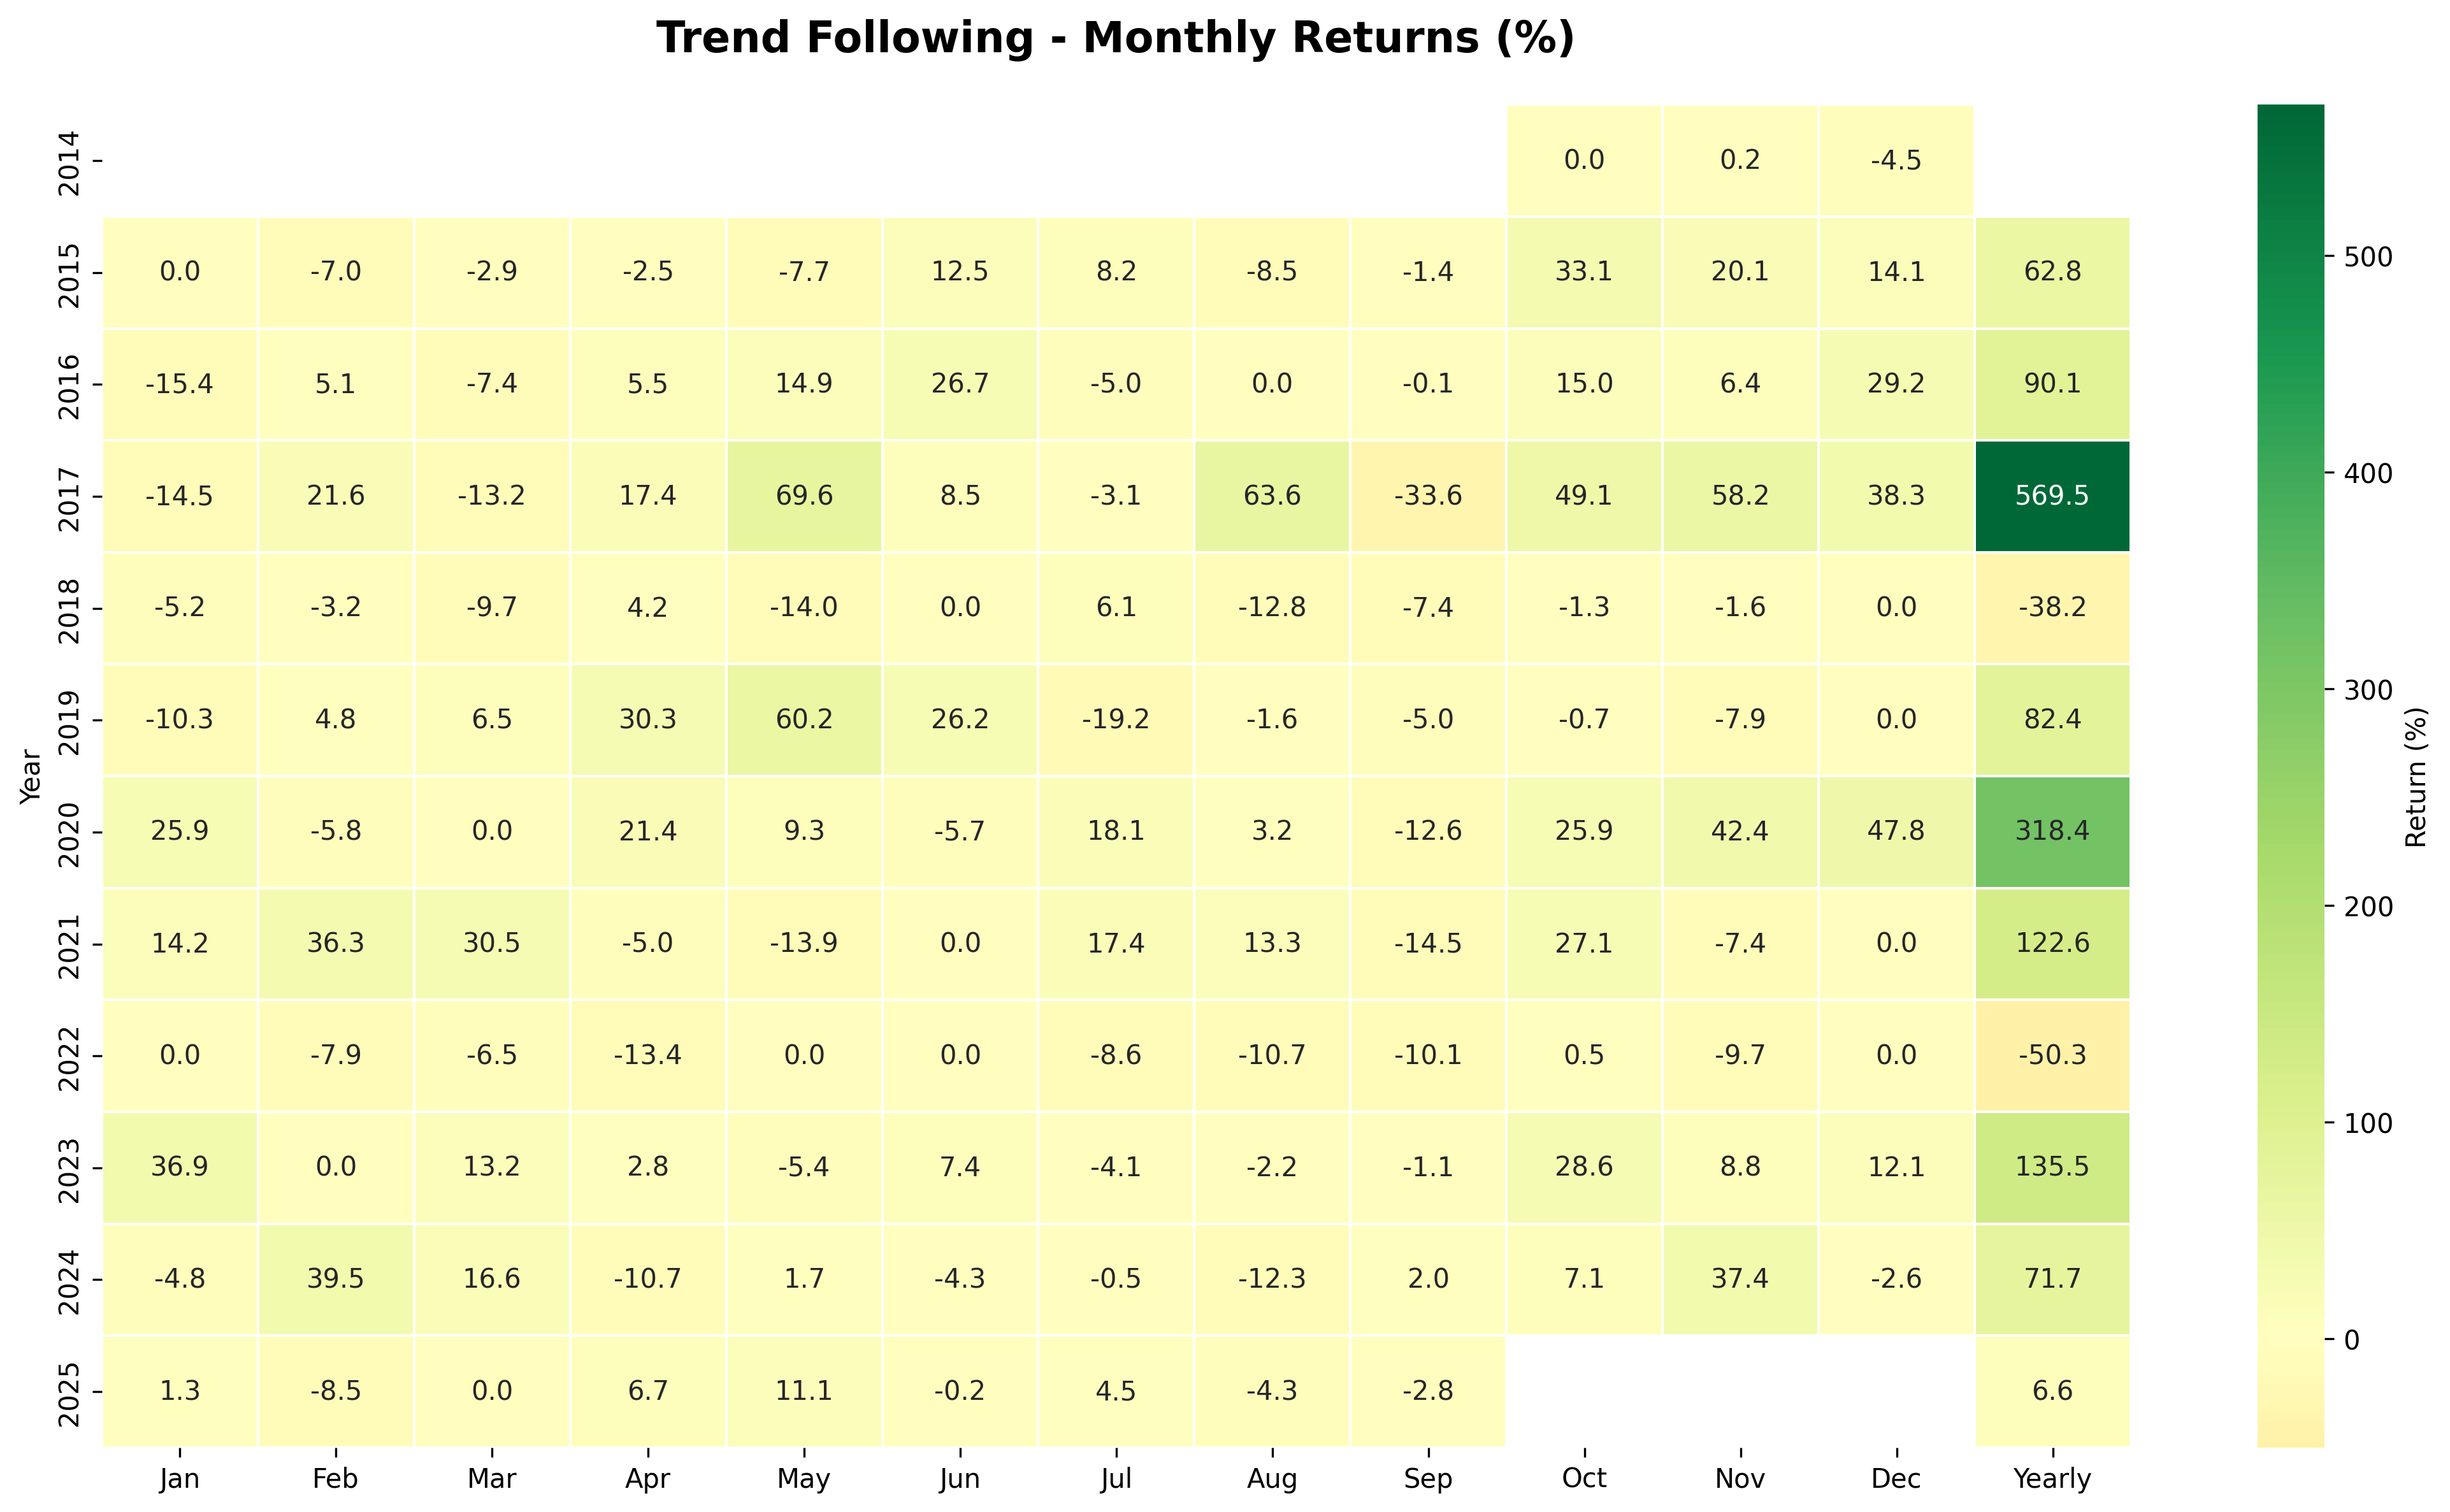 Trend Following - Monthly Returns (%)
2014 0.0 0.2 -4.5
2015 0.0 -7.0 -2.9 -2.5 -7.7 12.5 8.2 -8.5 -1.4 33.1 20.1 14.1 62.8
2016 -15.4 5.1 -7.4 5.5 14.9 26.7 -5.0 0.0 -0.1 15.0 6.4 29.2 90.1
2017 -14.5 21.6 -13.2 17.4 69.6 8.5 -3.1 63.6 -33.6 49.1 58.2 38.3 569.5
2018 -5.2 -3.2 -9.7 4.2 -14.0 0.0 6.1 -12.8 -7.4 -1.3 -1.6 0.0 -38.2
2019 -10.3 4.8 6.5 30.3 60.2 26.2 -19.2 -1.6 -5.0 -0.7 -7.9 0.0 82.4
2020 25.9 -5.8 0.0 21.4 9.3 -5.7 18.1 3.2 -12.6 25.9 42.4 47.8 318.4
2021 14.2 36.3 30.5 -5.0 -13.9 0.0 17.4 13.3 -14.5 27.1 -7.4 0.0 122.6
2022 0.0 -7.9 -6.5 -13.4 0.0 0.0 -8.6 -10.7 -10.1 0.5 -9.7 0.0 -50.3
2023 36.9 0.0 13.2 2.8 -5.4 7.4 -4.1 -2.2 -1.1 28.6 8.8 12.1 135.5
2024 -4.8 39.5 16.6 -10.7 1.7 -4.3 -0.5 -12.3 2.0 7.1 37.4 -2.6 71.7
2025 1.3 -8.5 0.0 6.7 11.1 -0.2 4.5 -4.3 -2.8 6.6
Jan Feb Mar Apr May Jun Jul Aug Sep Oct Nov Dec Yearly
Year
500
400
300
200
100
0
Return (%)